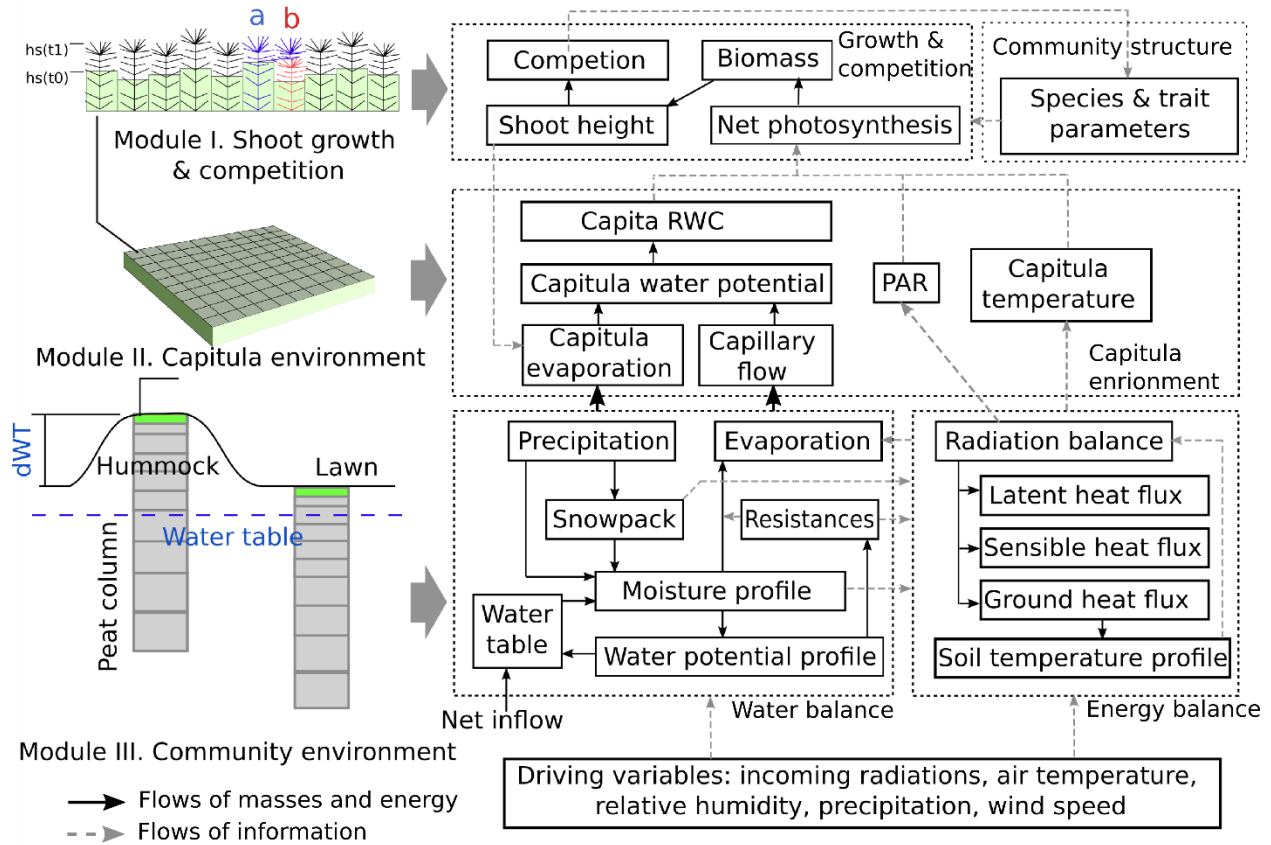 a
b
hs(t1)
hs(t0)
Module I. Shoot growth
& competition
Competion
Biomass
Growth &
competition
Shoot height
Net photosynthesis
Community structure
Species & trait
parameters
Module II. Capitula environment
Capita RWC
Capitula water potential
Capitula
evaporation
Capillary
flow
PAR
Capitula
temperature
Capitula
enrionment
dWT
Hummock
Lawn
Water table
Peat column
Module III. Community environment
Precipitation
Evaporation
Snowpack
Resistances
Moisture profile
Water
table
Water potential profile
Net inflow
Water balance
Radiation balance
Latent heat flux
Sensible heat flux
Ground heat flux
Soil temperature profile
Energy balance
Driving variables: incoming radiations, air temperature,
relative humidity, precipitation, wind speed
Flows of masses and energy
Flows of information